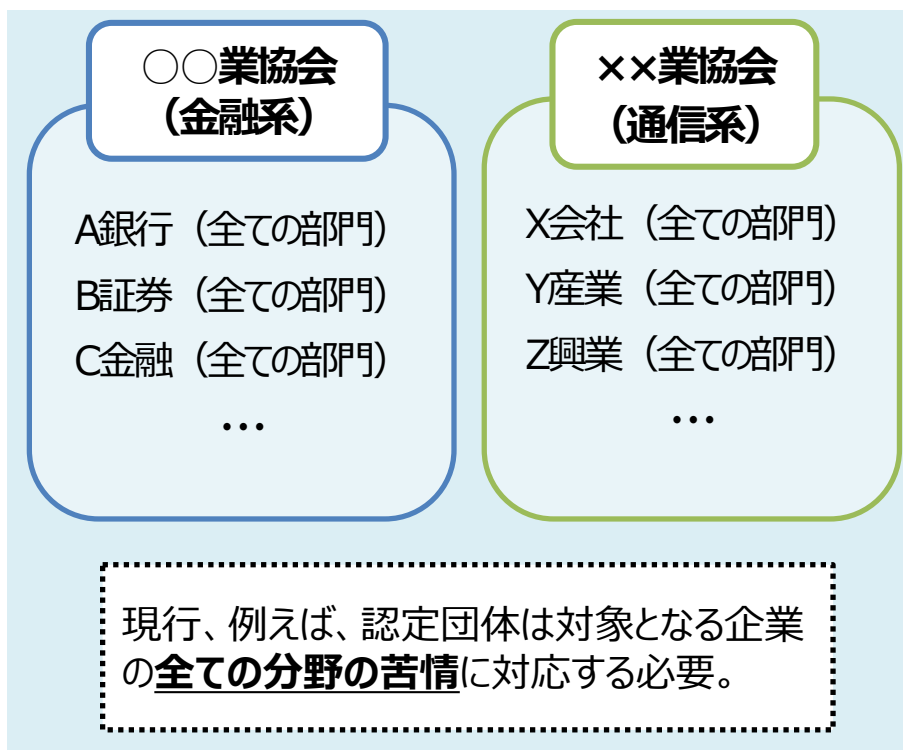 ○○業協会
（金融系）
A銀行（全ての部門）
B証券（全ての部門）
C金融（全ての部門）
…
××業協会
（通信系）
X会社（全ての部門）
Y産業（全ての部門）
Z興業（全ての部門）
…
現行、例えば、認定団体は対象となる企業
の全ての分野の苦情に対応する必要。